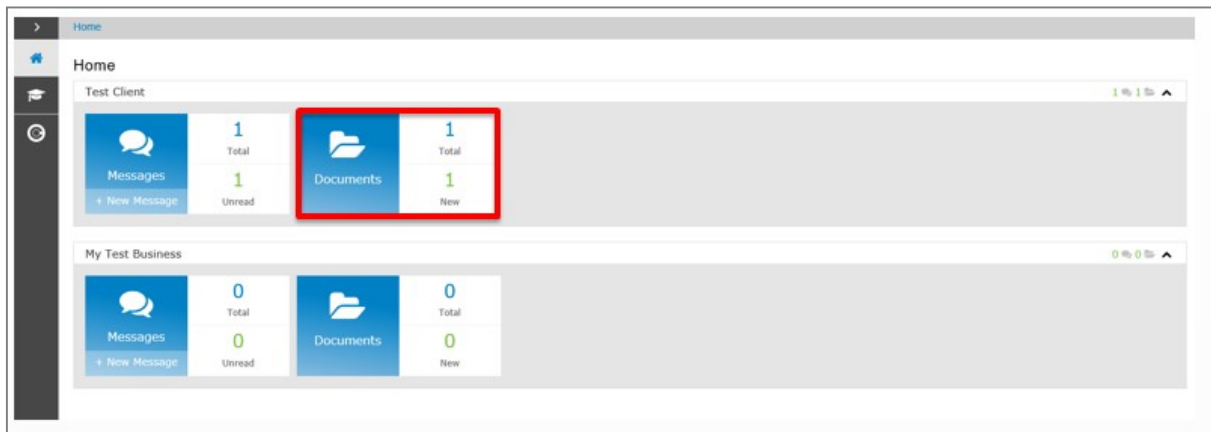 Home
Home
Test Client
1 1
Messages
+ New Message
1
Total
1
Unread
Documents
1
Total
1
New
My Test Business
0 0
Messages
+ New Message
0
Total
0
Unread
Documents
0
Total
0
New